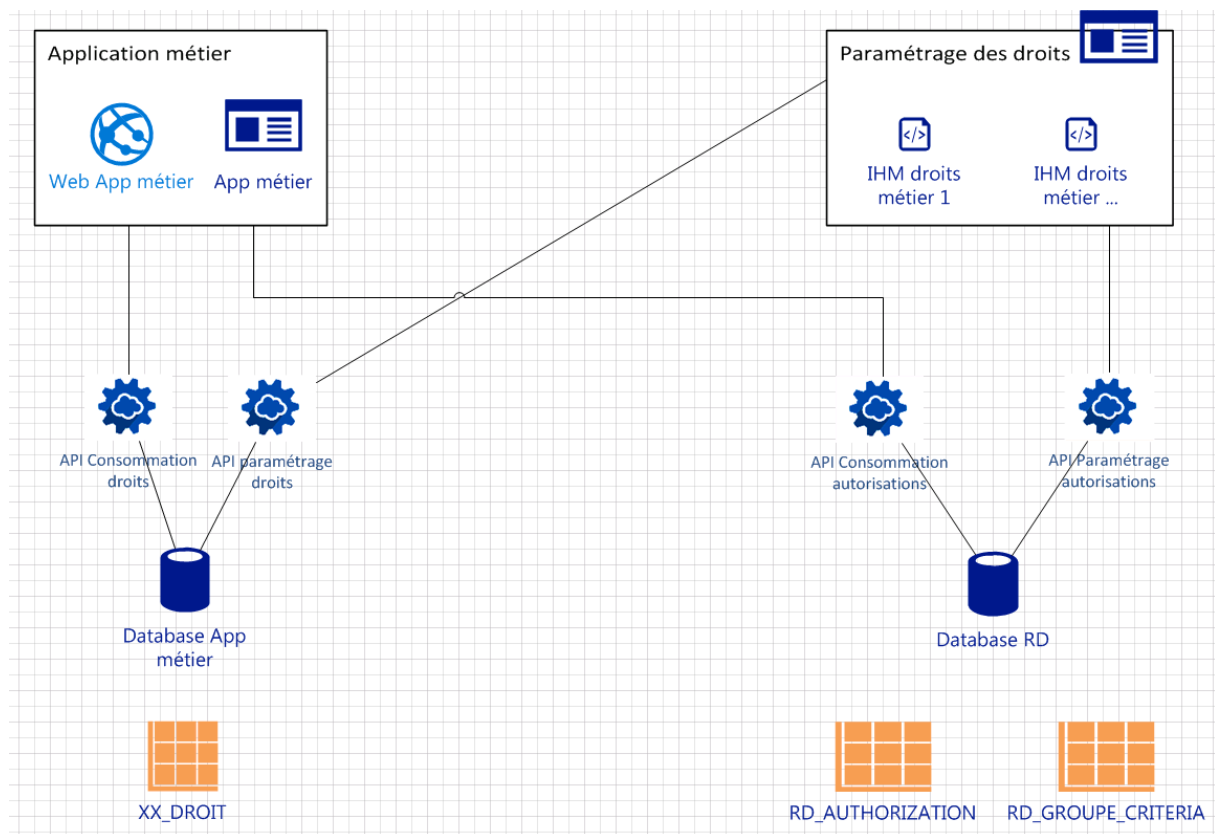 Application métier
Paramétrage des droits
Web App métier
App métier
IHM droits
métier 1
IHM droits
métier ...
API Consommation
droits
API paramétrage
droits
API Consommation
autorisations
API Paramétrage
autorisations
Database App
métier
Database RD
XX_DROIT
RD_AUTHORIZATION
RD_GROUPE_CRITERIA